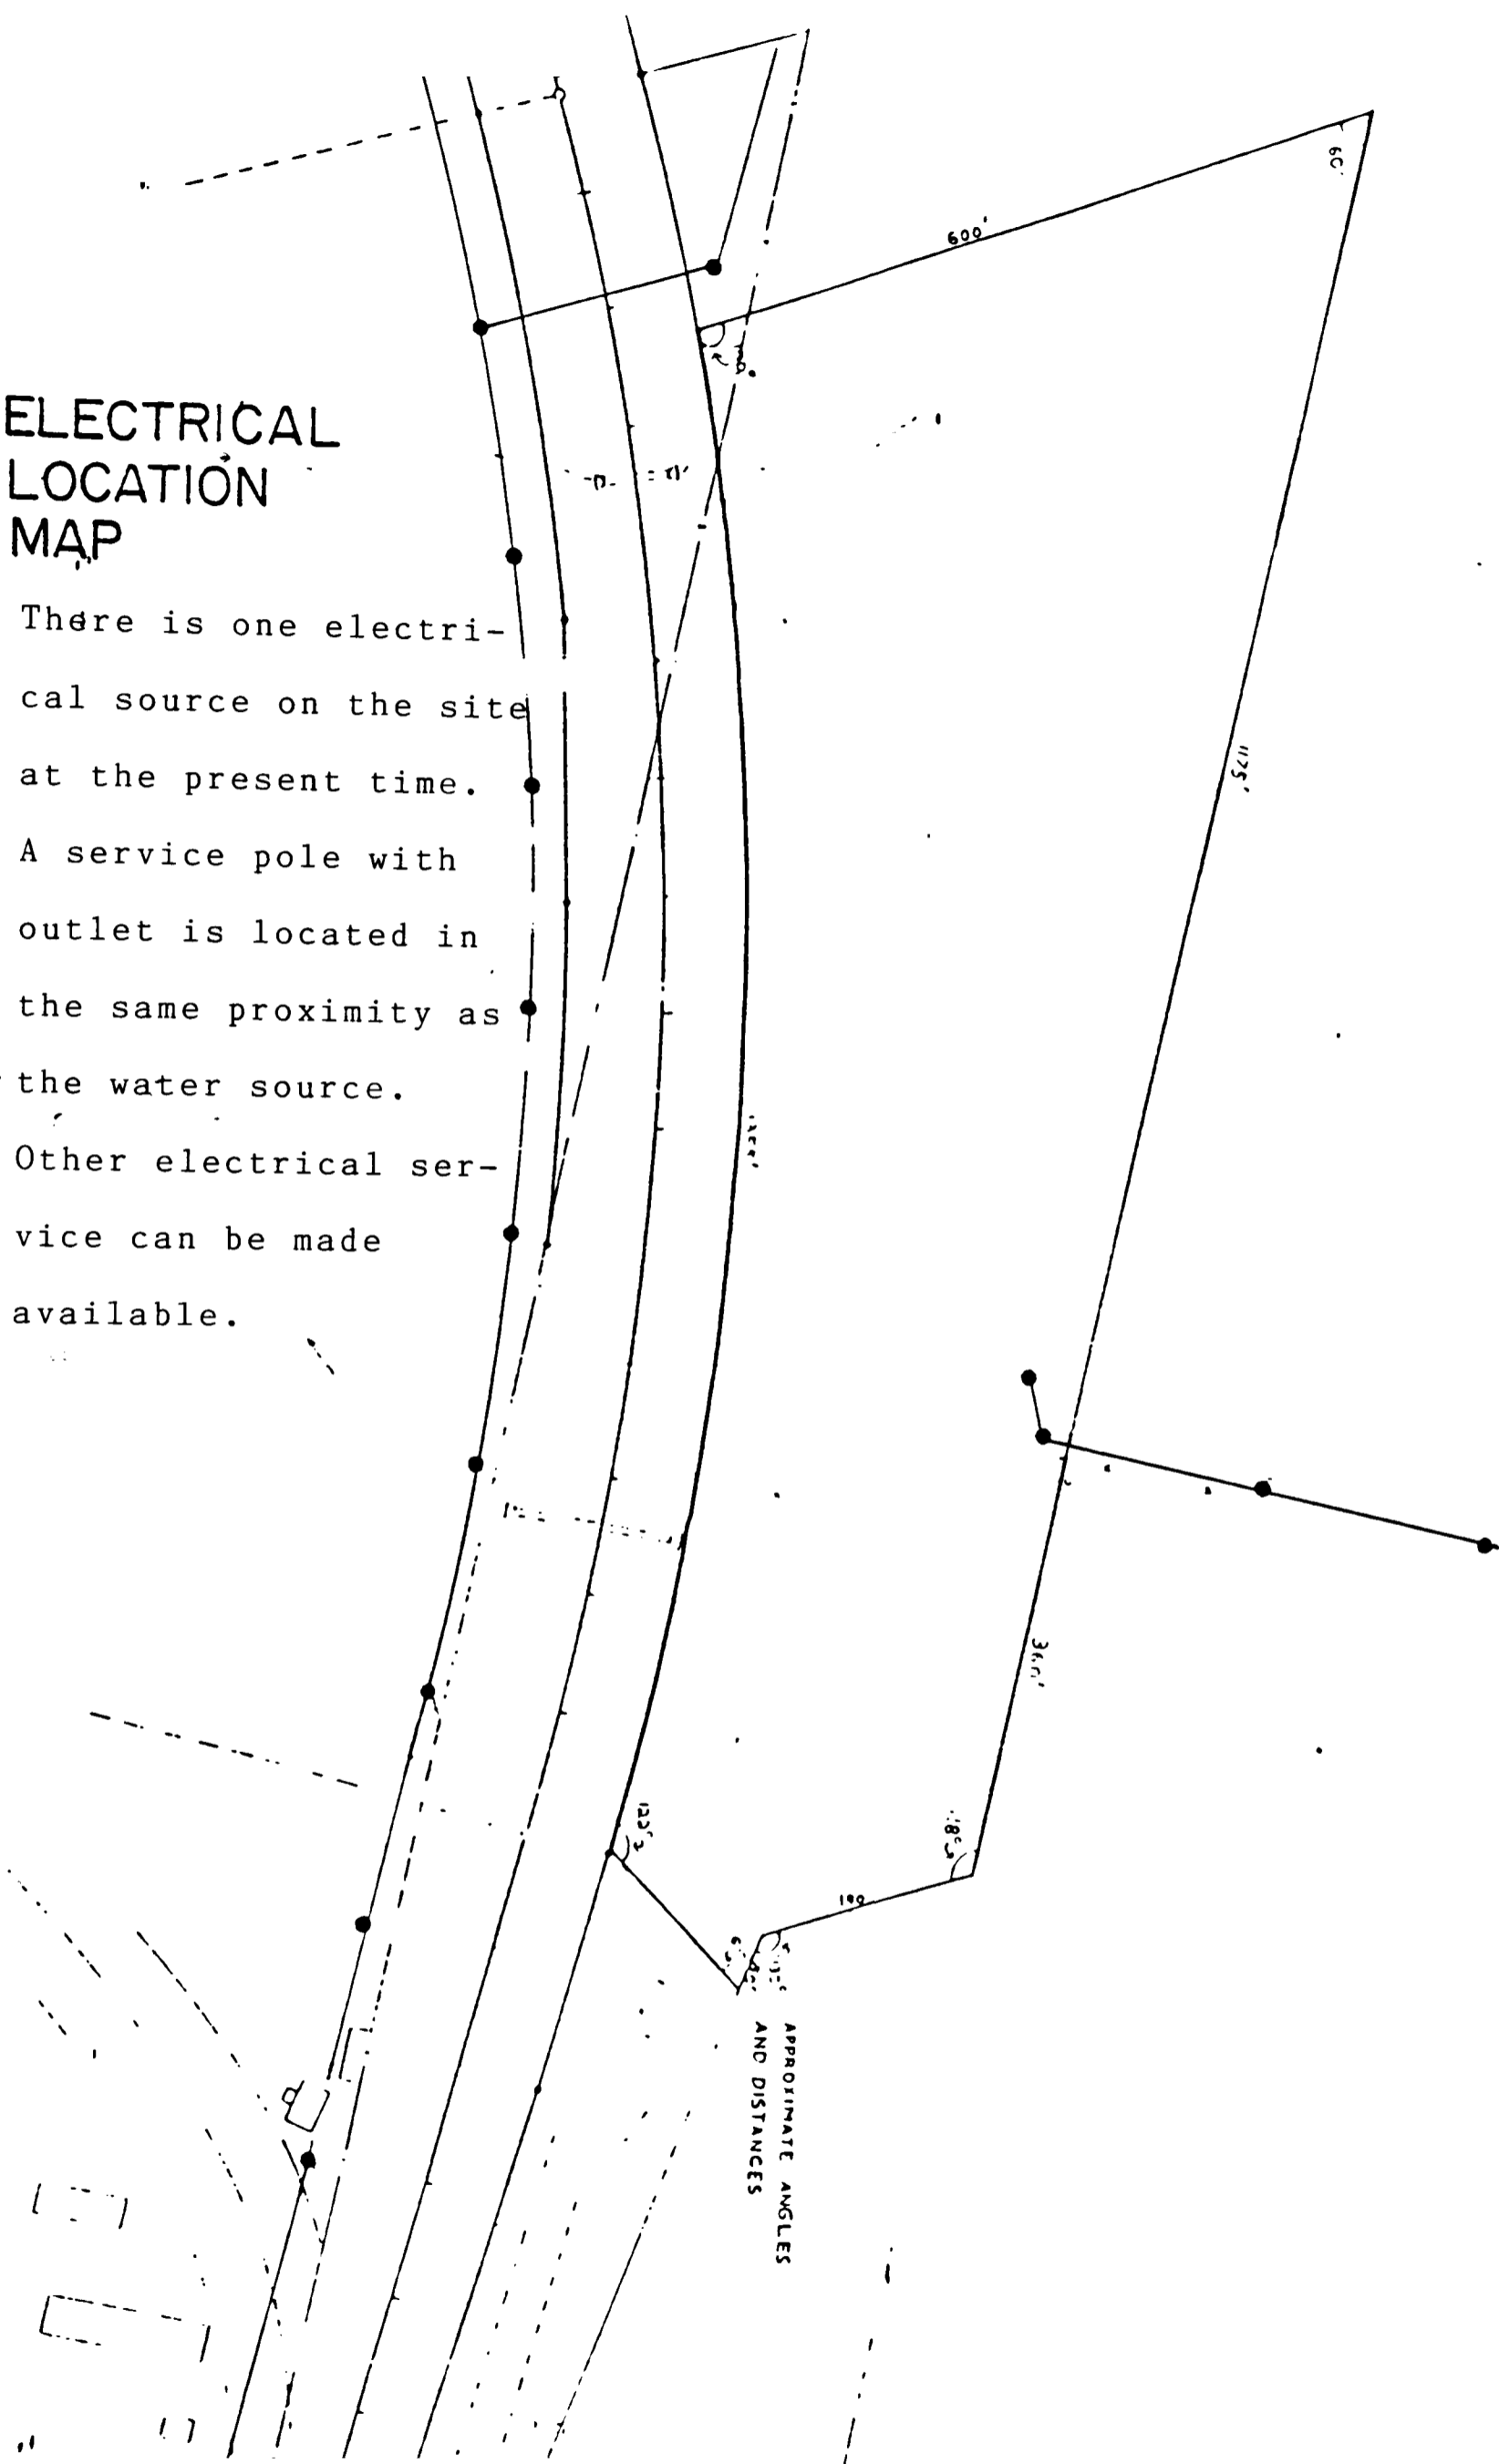 ELECTRICAL
LOCATION
MAP
There is one electri-
cal source on the site
at the present time.
A service pole with
outlet is located in
the same proximity as
the water source.
Other electrical ser-
vice can be made
available.
600'
60°
1175'
APPROXIMATE ANGLES
AND DISTANCES